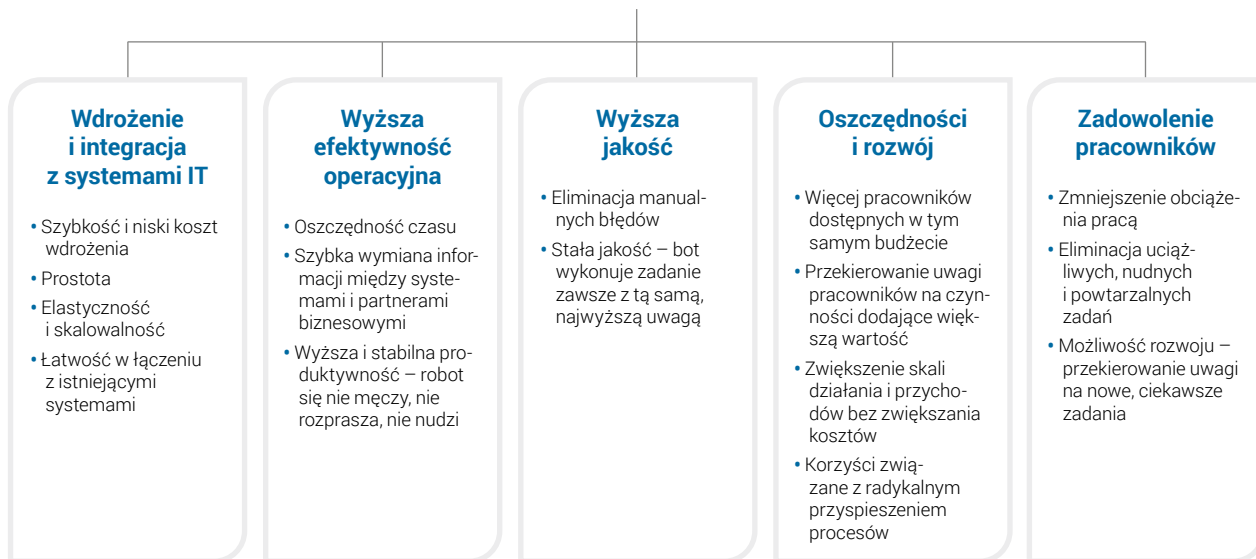 Wdrożenie
i integracja
z systemami IT
• Szybkość i niski koszt
wdrożenia
• Prostota
• Elastyczność
i skalowalność
• Łatwość w łączeniu
z istniejącymi
systemami
Wyższa
efektywność
operacyjna
• Oszczędność czasu
• Szybka wymiana infor-
macji między syste-
mami i partnerami
biznesowymi
• Wyższa i stabilna pro-
duktywność – robot
się nie męczy, nie
rozprasza, nie nudzi
Wyższa
jakość
• Eliminacja manual-
nych błędów
• Stała jakość – bot
wykonuje zadanie
zawsze z tą samą,
najwyższą uwagą
Oszczędności
i rozwój
• Więcej pracowników
dostępnych w tym
samym budżecie
• Przekierowanie uwagi
pracowników na czyn-
ności dodające więk-
szą wartość
• Zwiększenie skali
działania i przycho-
dów bez zwiększania
kosztów
• Korzyści zwią-
zane z radykalnym
przyspieszeniem
procesów
Zadowolenie
pracowników
• Zmniejszenie obciąże-
nia pracą
• Eliminacja uciąż-
liwych, nudnych
i powtarzalnych
zadań
• Możliwość rozwoju –
przekierowanie uwagi
na nowe, ciekawsze
zadania